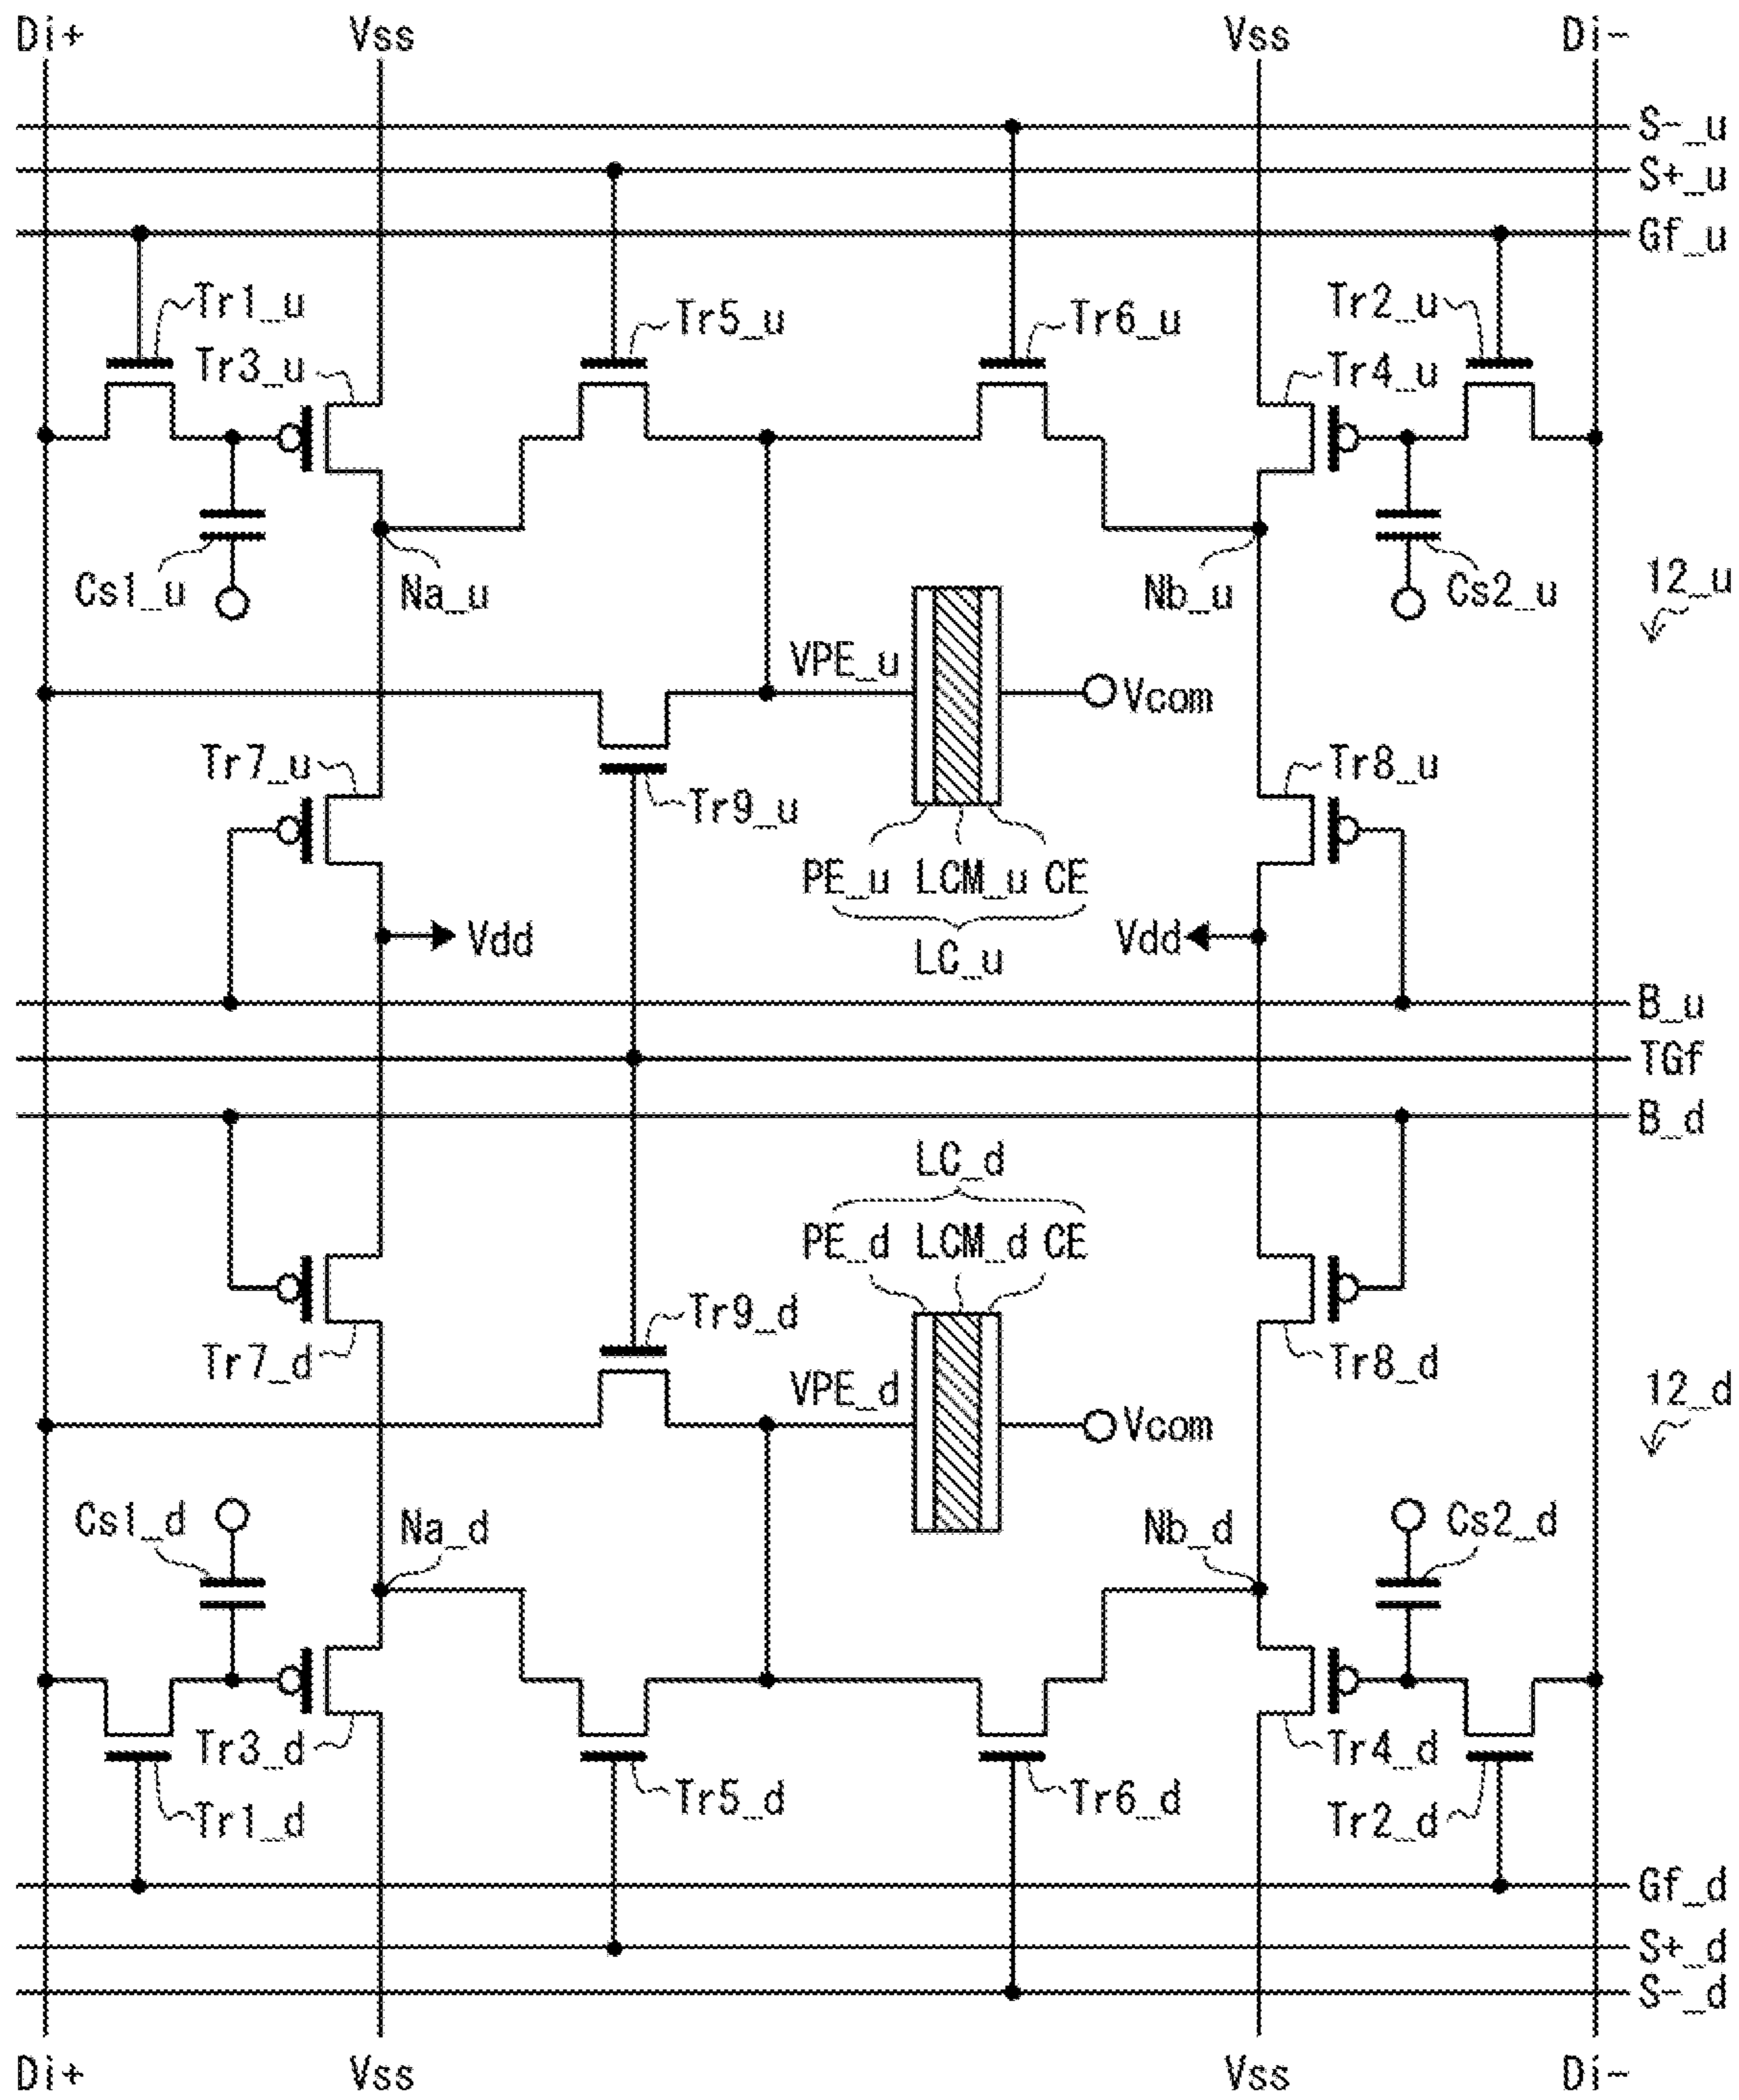 Di+ Vss Vss Di-
S-_u
S+_u
Gf_u
Tr1_u Tr5_u Tr6_u Tr2_u
Tr3_u Tr4_u
Cs1_u Na_u Nb_u Cs2_u 12_u
VPE_u Vcom
Tr7_u Tr9_u Tr8_u
PE_u LCM_u CE
Vdd LC_u Vdd
B_u
TGf
B_d
LC_d
PE_d LCM_d CE
Tr9_d
Tr7_d Tr8_d
VPE_d Vcom 12_d
Cs1_d Na_d Nb_d Cs2_d
Tr3_d Tr4_d
Tr1_d Tr5_d Tr6_d Tr2_d
Gf_d
S+_d
S-_d
Di+ Vss Vss Di-